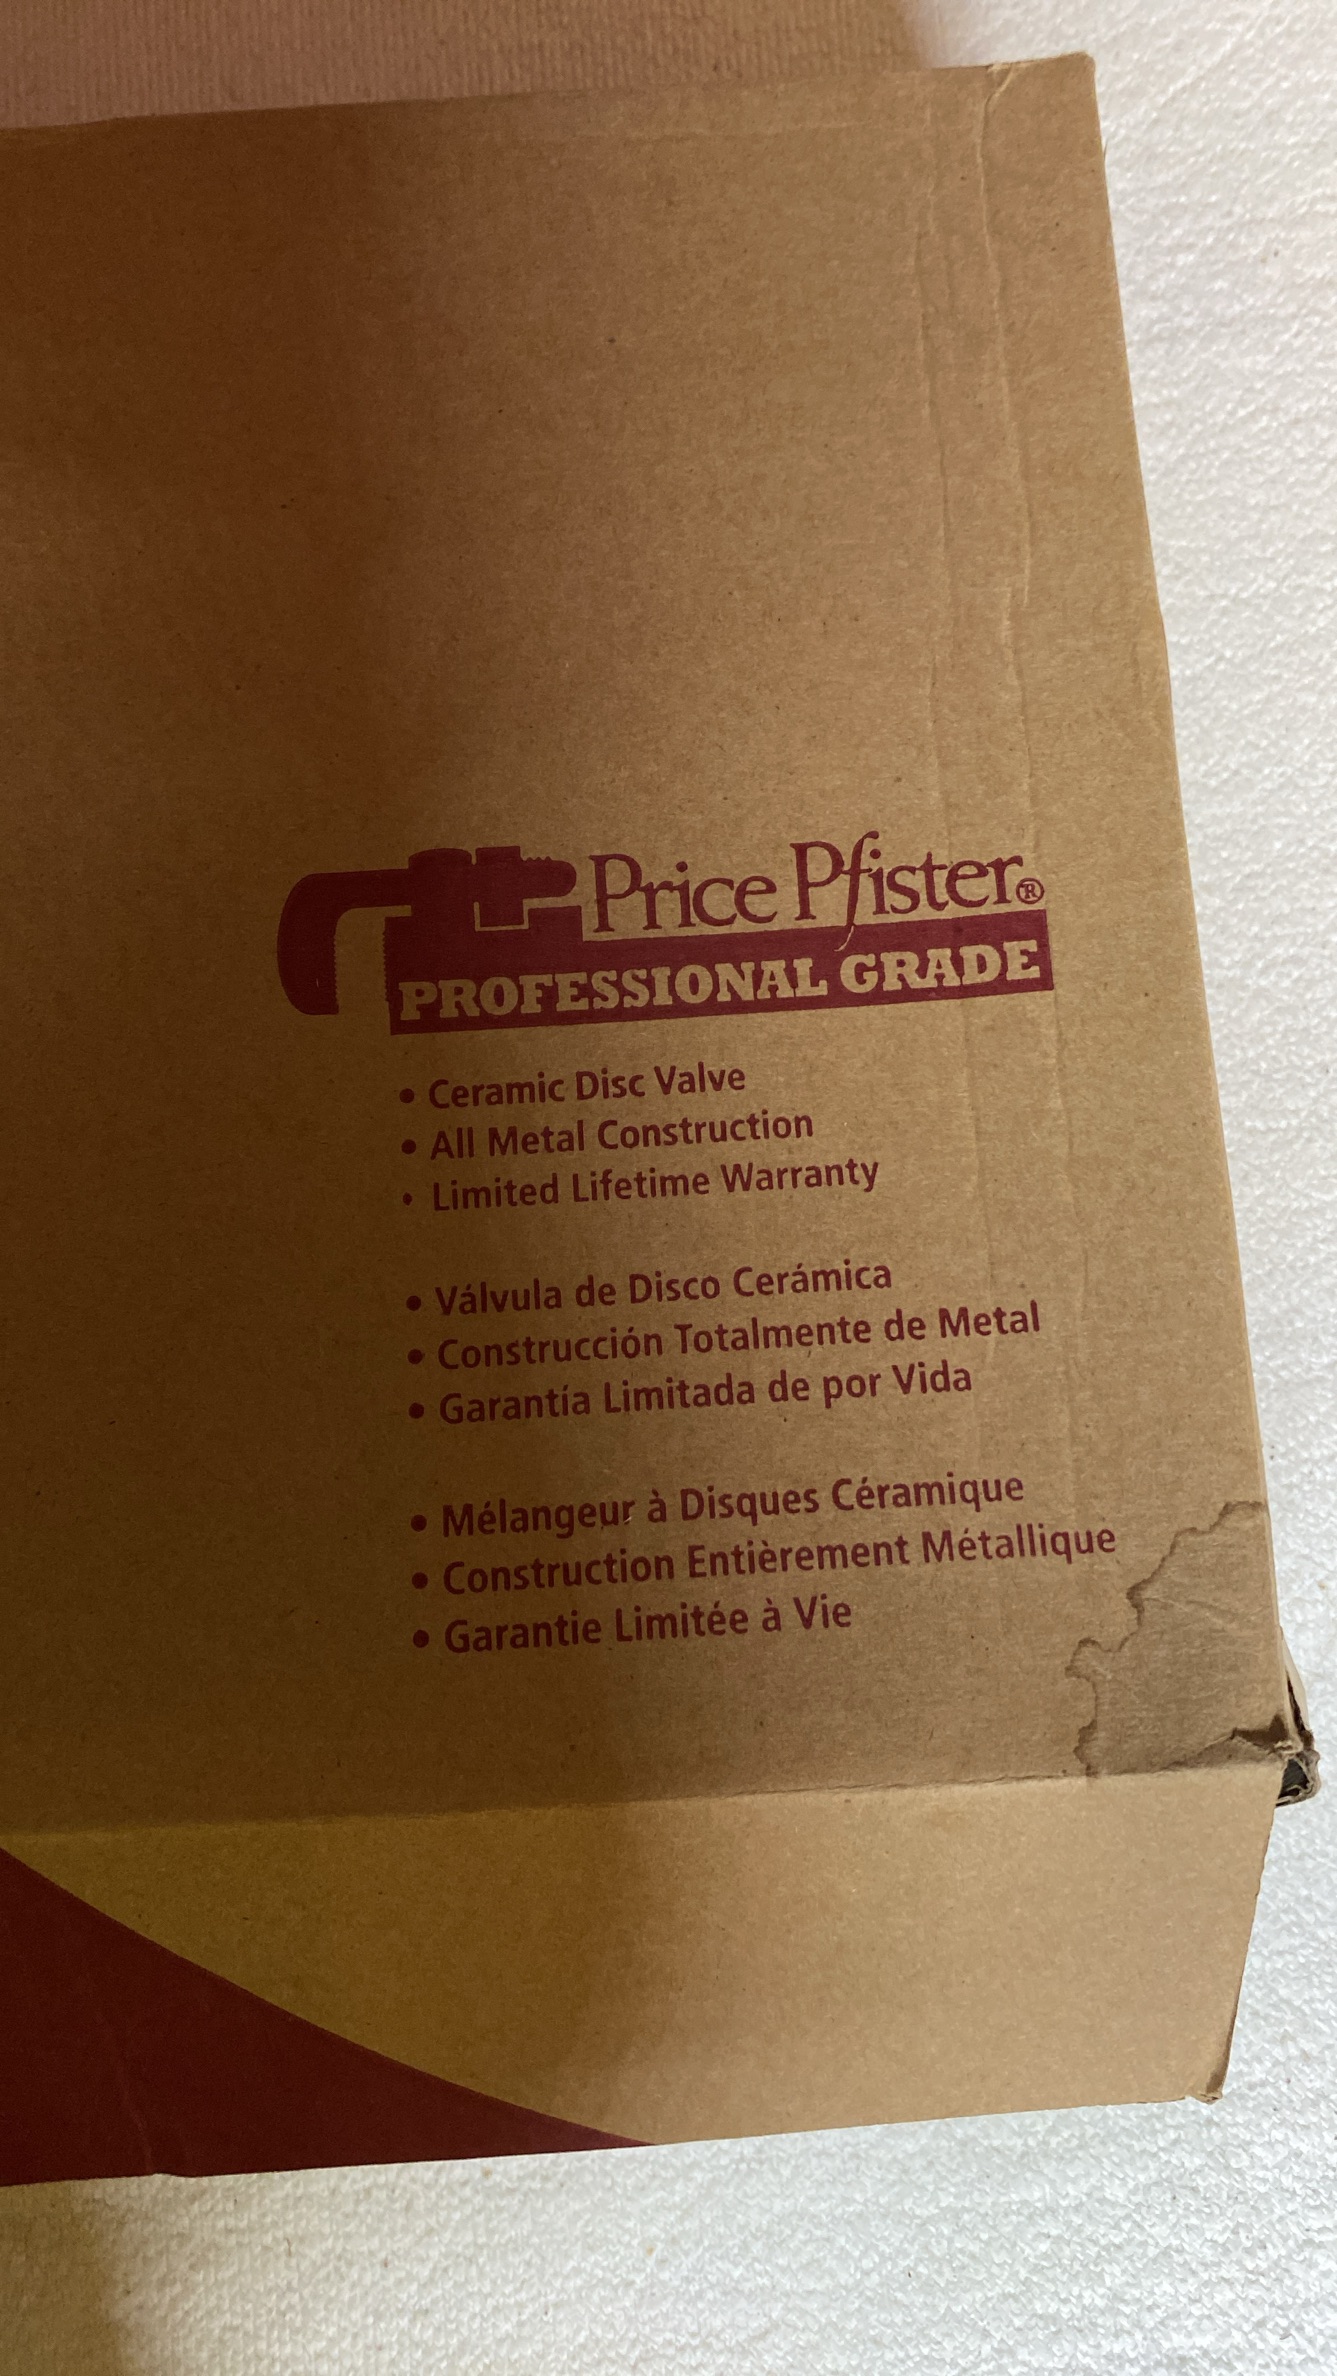 Price Pfister®
PROFESSIONAL GRADE
• Ceramic Disc Valve
• All Metal Construction
• Limited Lifetime Warranty
• Válvula de Disco Cerámica
• Construcción Totalmente de Metal
• Garantía Limitada de por Vida
• Mélangeur à Disques Céramique
• Construction Entièrement Métallique
• Garantie Limitée à Vie